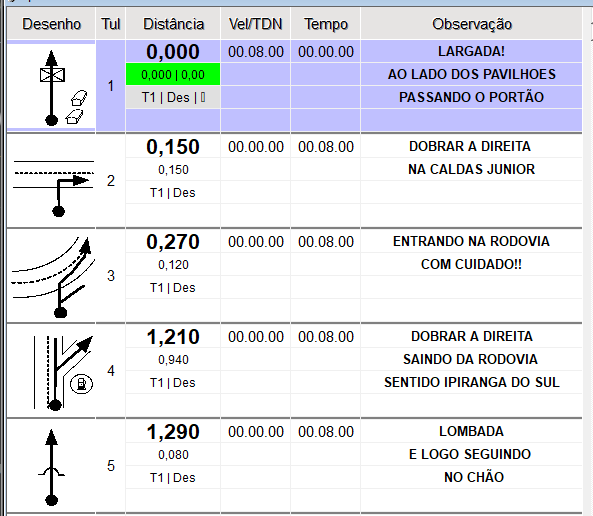 Desenho Tul Distância Vel/TDN Tempo Observação
1 0,000 00.08.00 00.00.00 LARGADA!
0,000 | 0.00 AO LADO DOS PAVILHOES
T1 | Des | PASSANDO O PORTÃO
2 0,150 00.00.00 00.08.00 DOBRAR A DIREITA
0,150 NA CALDAS JUNIOR
T1 | Des
3 0,270 00.00.00 00.08.00 ENTRANDO NA RODOVIA
0,120 COM CUIDADO!!
T1 | Des
4 1,210 00.00.00 00.08.00 DOBRAR A DIREITA
0,940 SAINDO DA RODOVIA
T1 | Des SENTIDO IPIRANGA DO SUL
5 1,290 00.00.00 00.08.00 LOMBADA
0,080 E LOGO SEGUINDO
T1 | Des NO CHÃO